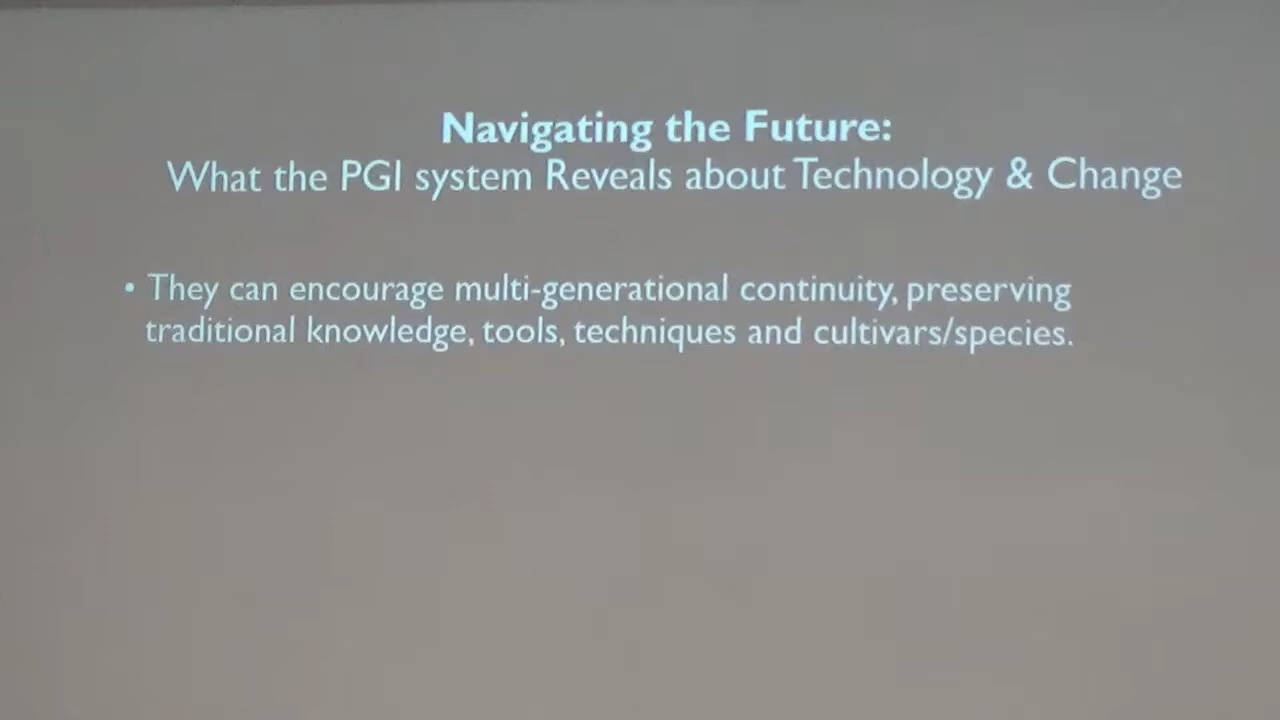 Navigating the Future:
What the PGI system Reveals about Technology & Change
• They can encourage multi-generational continuity, preserving
traditional knowledge, tools, techniques and cultivars/species.